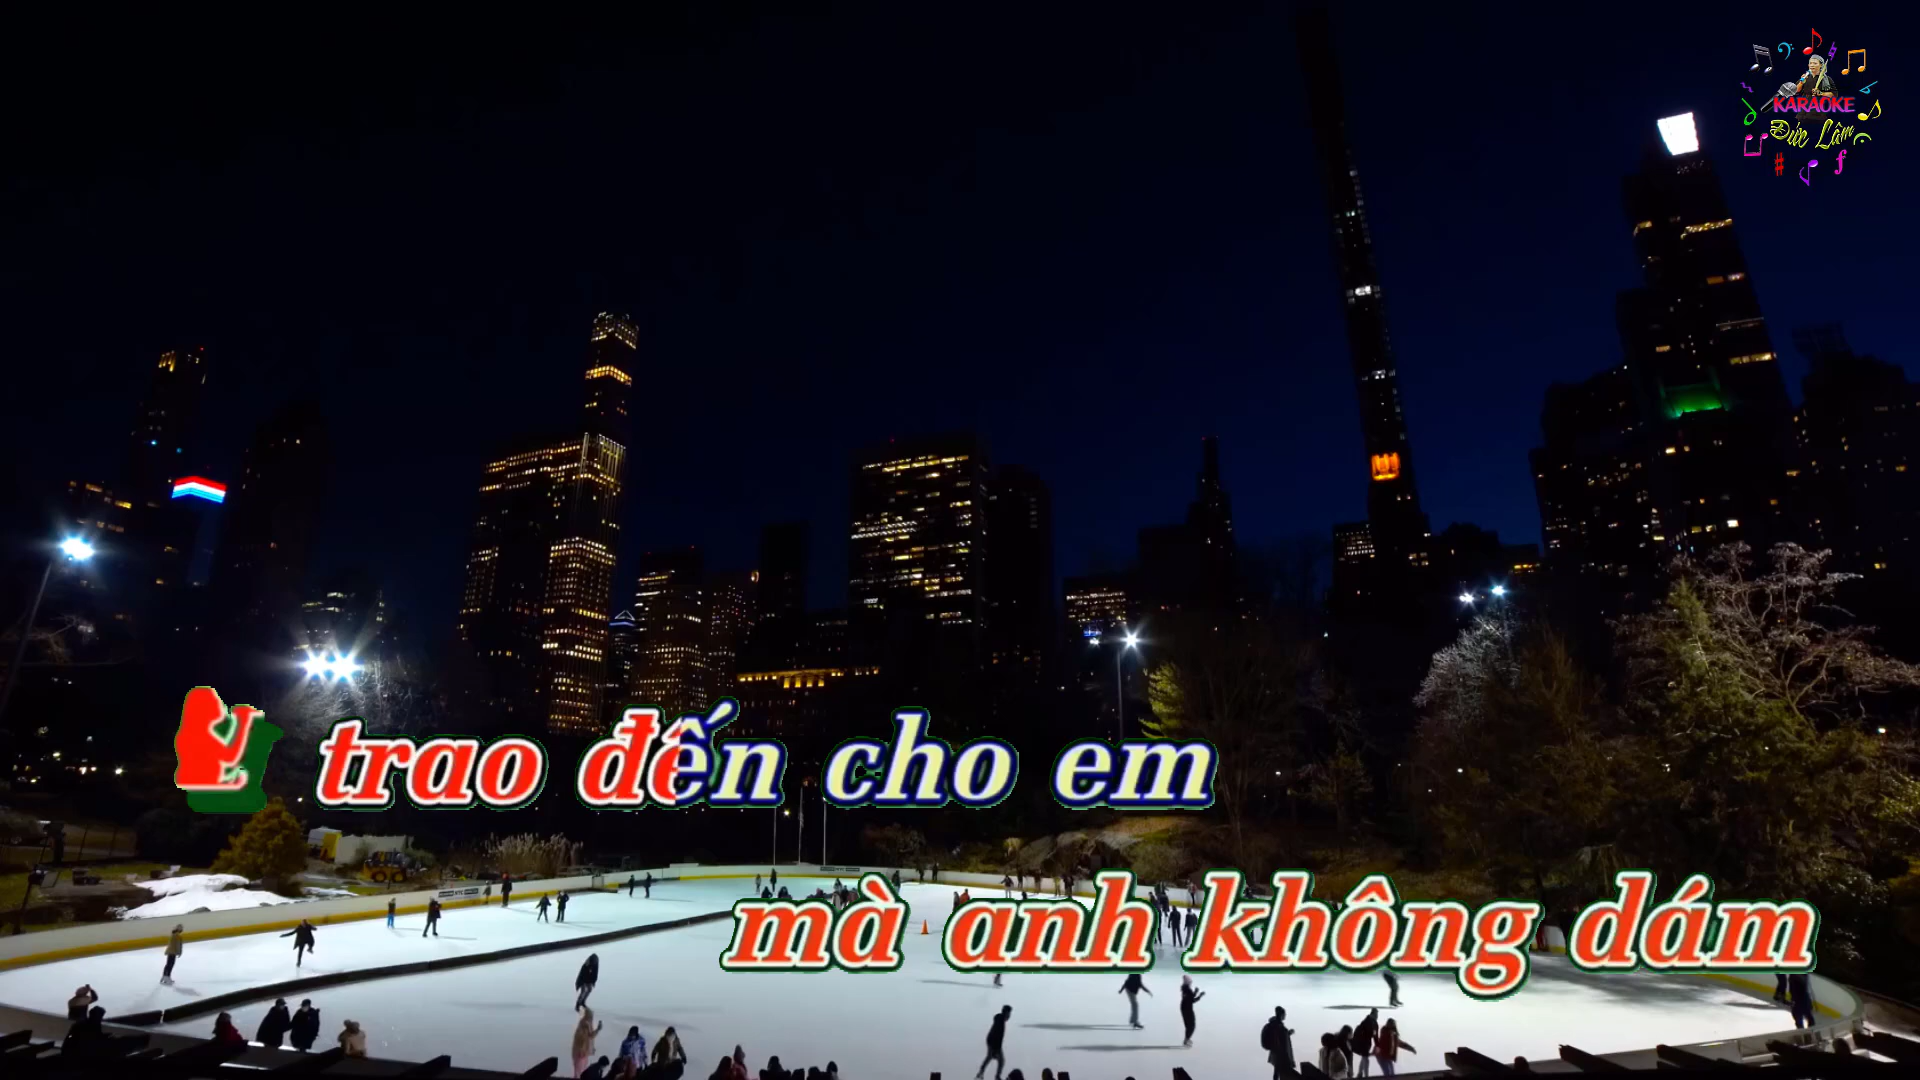 KARAOKE
Đức Lâm
trao đến cho em
mà anh không dám